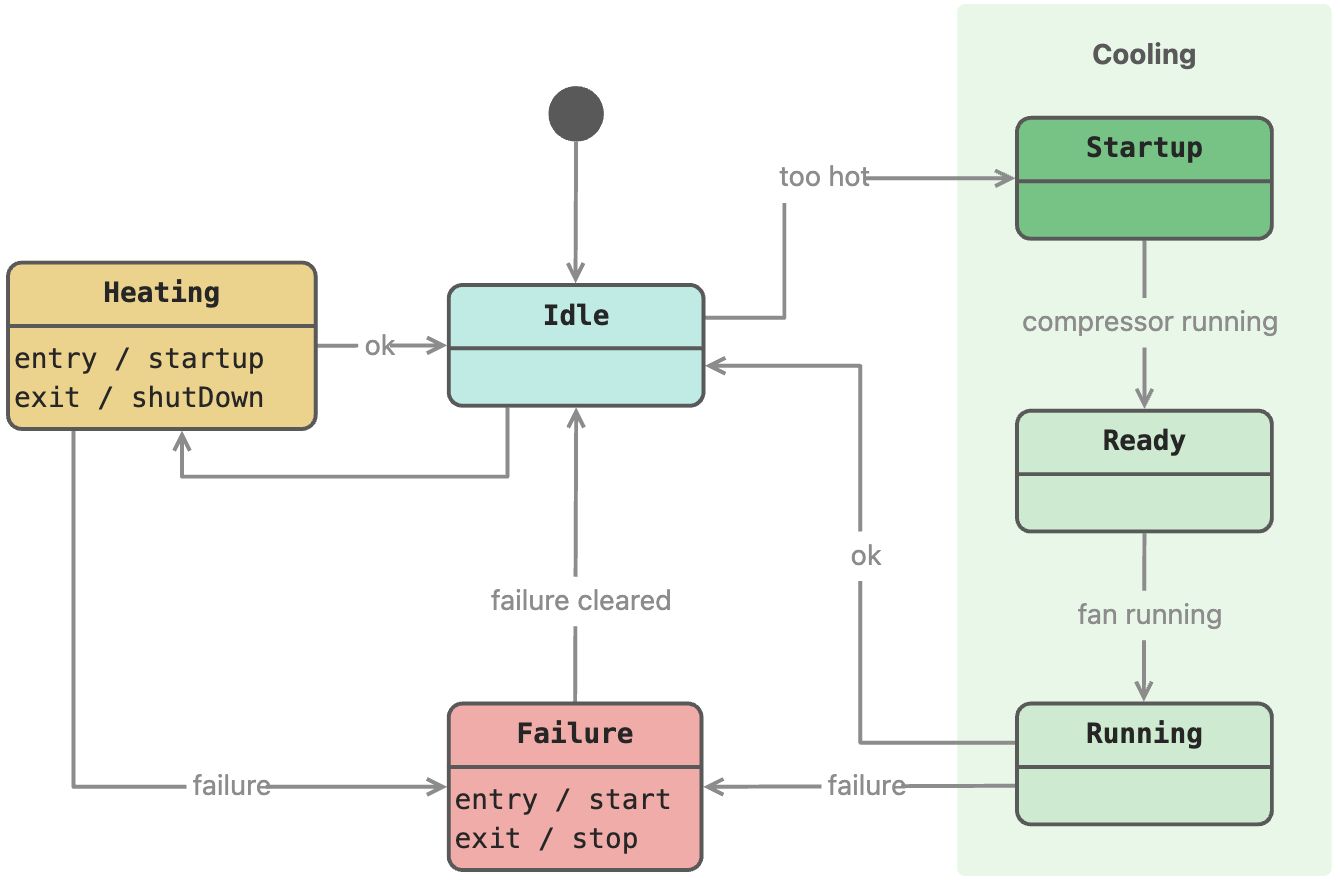 Cooling
Startup
too hot
Heating
entry / startup
exit / shutDown
ok
Idle
compressor running
Ready
ok
failure cleared
fan running
Failure
entry / start
exit / stop
failure
failure
Running